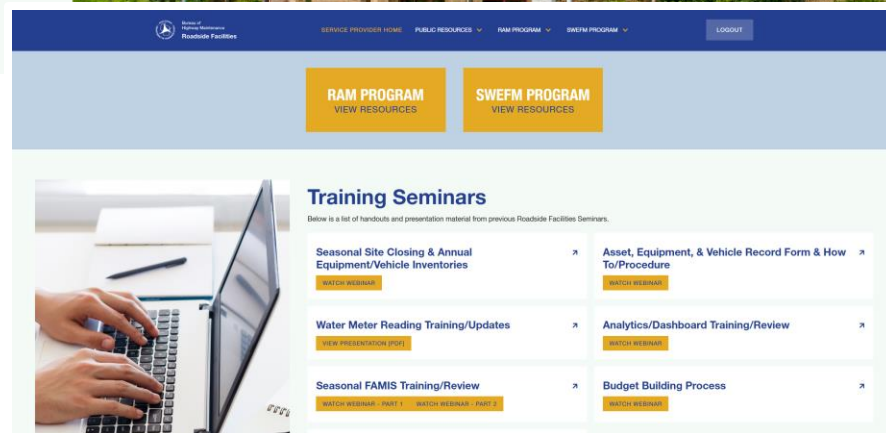 Bureau of
Highway Maintenance
Roadside Facilities
SERVICE PROVIDER HOME
PUBLIC RESOURCES
RAM PROGRAM
SWEFM PROGRAM
LOGOUT
RAM PROGRAM
VIEW RESOURCES
SWEFM PROGRAM
VIEW RESOURCES
Training Seminars
Below is a list of handouts and presentation material from previous Roadside Facilities Seminars.
Seasonal Site Closing & Annual
Equipment/Vehicle Inventories
WATCH WEBINAR
Asset, Equipment, & Vehicle Record Form & How
To/Procedure
WATCH WEBINAR
Water Meter Reading Training/Updates
VIEW PRESENTATION [PDF]
Analytics/Dashboard Training/Review
WATCH WEBINAR
Seasonal FAMIS Training/Review
WATCH WEBINAR - PART 1
WATCH WEBINAR - PART 2
Budget Building Process
WATCH WEBINAR